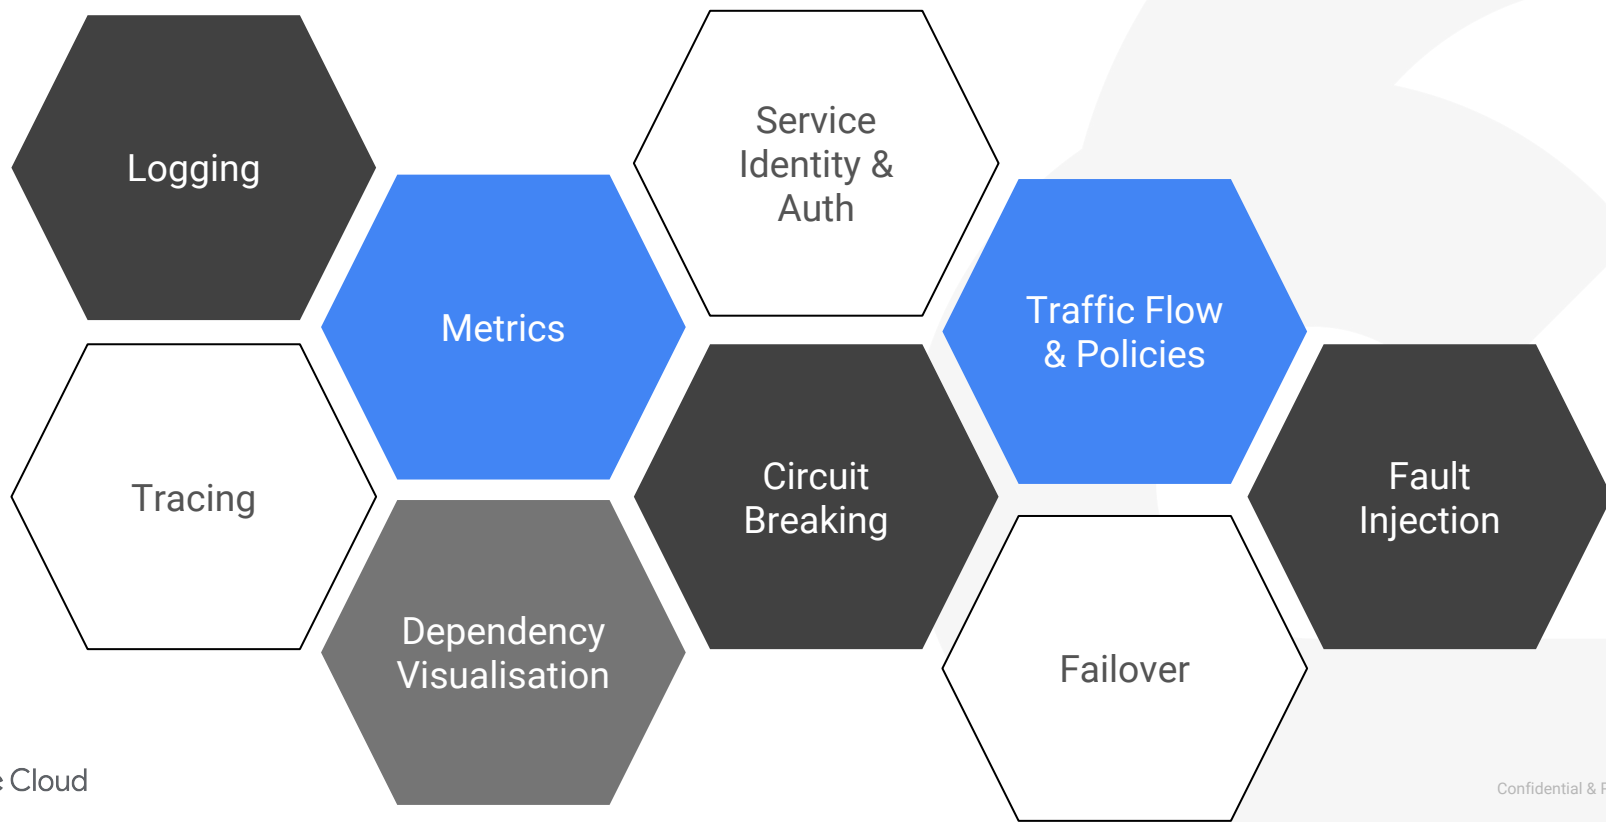 Logging
Metrics
Service
Identity &
Auth
Traffic Flow
& Policies
Tracing
Circuit
Breaking
Fault
Injection
Dependency
Visualisation
Failover
Cloud
Confidential &